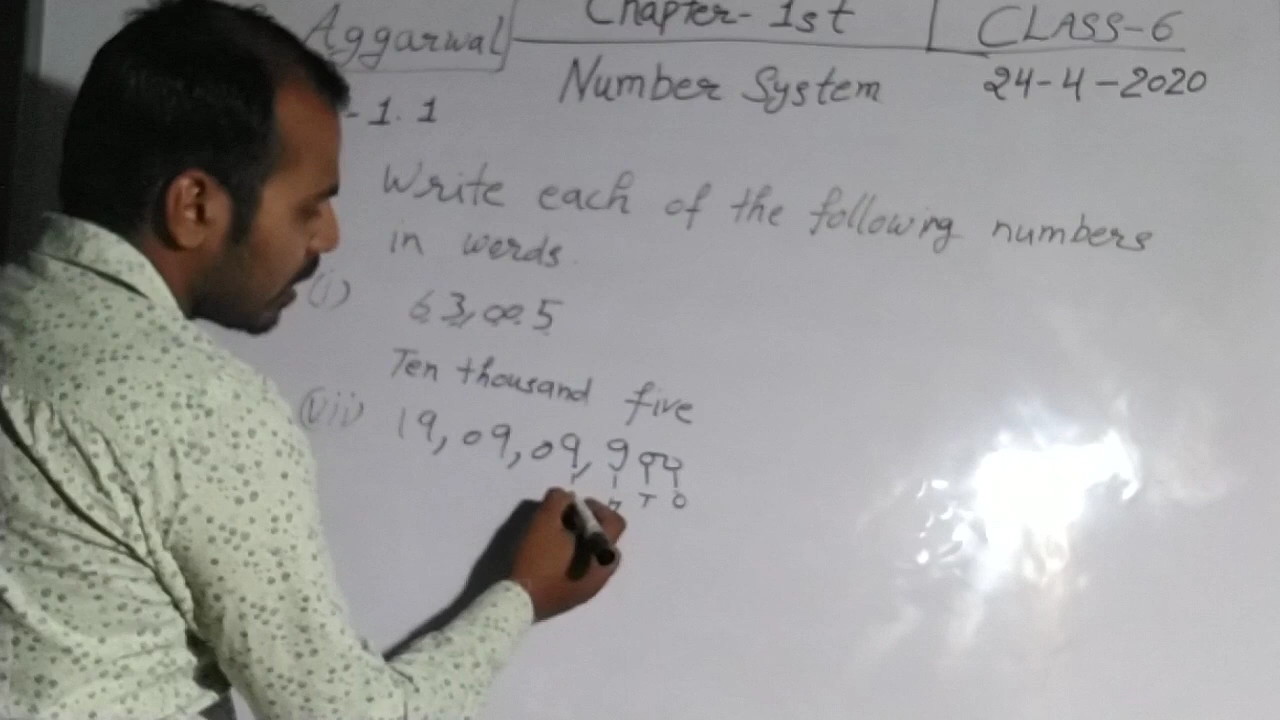 Aggarwal Chapter-1st CLASS-6
Number System 24-4-2020
-1.1
Write each of the following numbers
in words.
(i) 63,005
Ten thousand five
(vii) 19,09,09,999
H T O